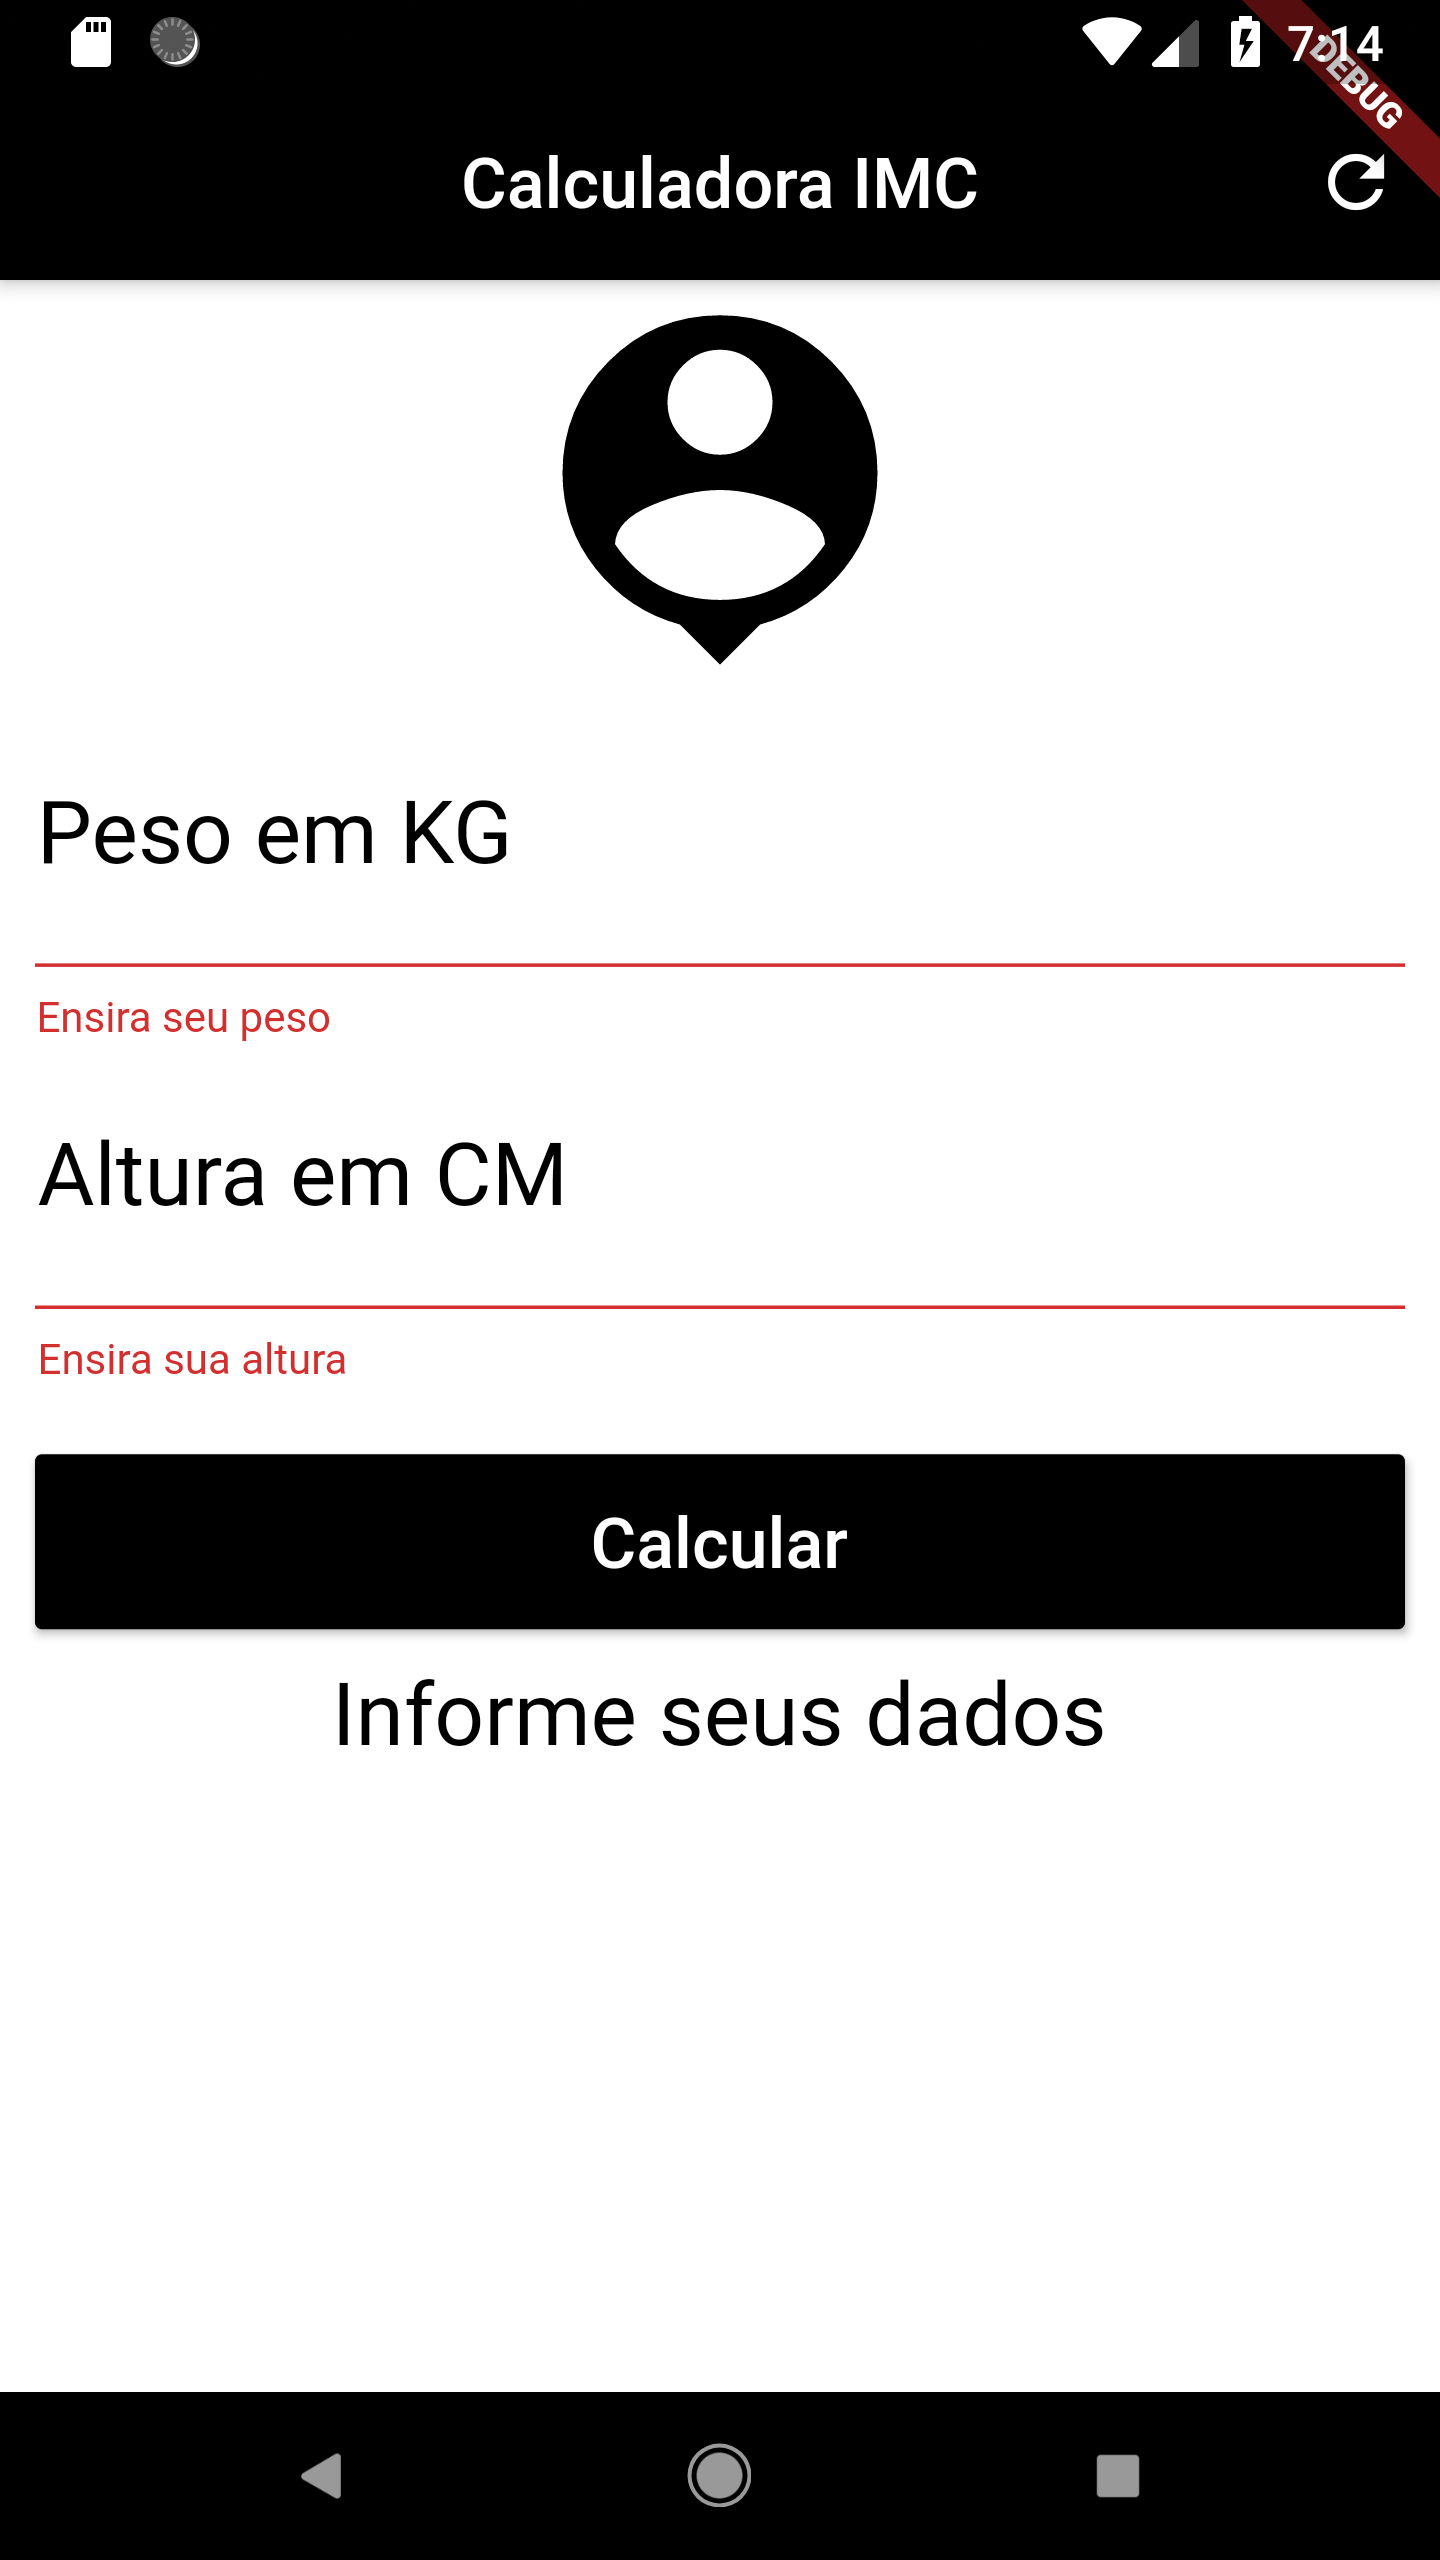 7:14
DEBUG
Calculadora IMC
Peso em KG
Ensira seu peso
Altura em CM
Ensira sua altura
Calcular
Informe seus dados